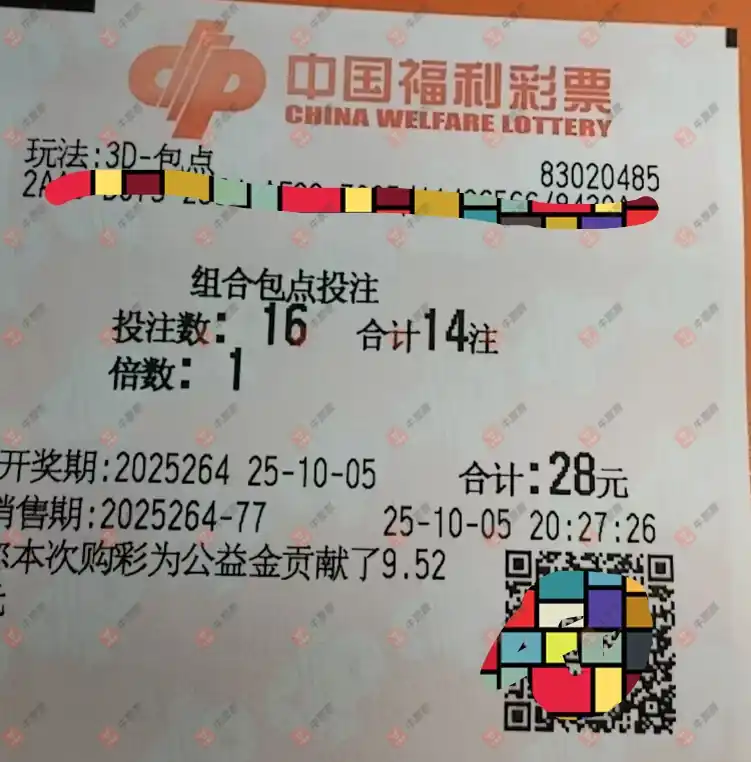 中国福利彩票
CHINA WELFARE LOTTERY
玩法:3D-包点
83020485
组合包点投注
投注数: 16 合计14注
倍数: 1
开奖期:2025264 25-10-05 合计:28元
销售期:2025264-77 25-10-05 20:27:26
您本次购彩为公益金贡献了9.52
元